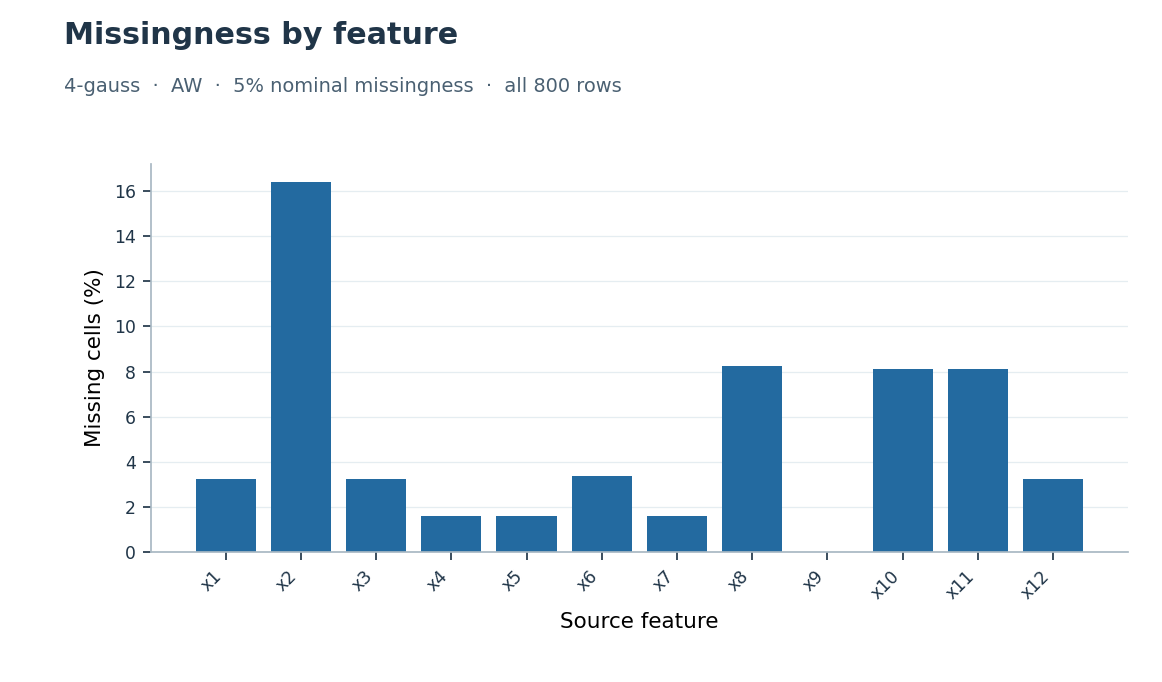 Missingness by feature
4-gauss · AW · 5% nominal missingness · all 800 rows
Missing cells (%)
16
14
12
10
8
6
4
2
0
x1 x2 x3 x4 x5 x6 x7 x8 x9 x10 x11 x12
Source feature